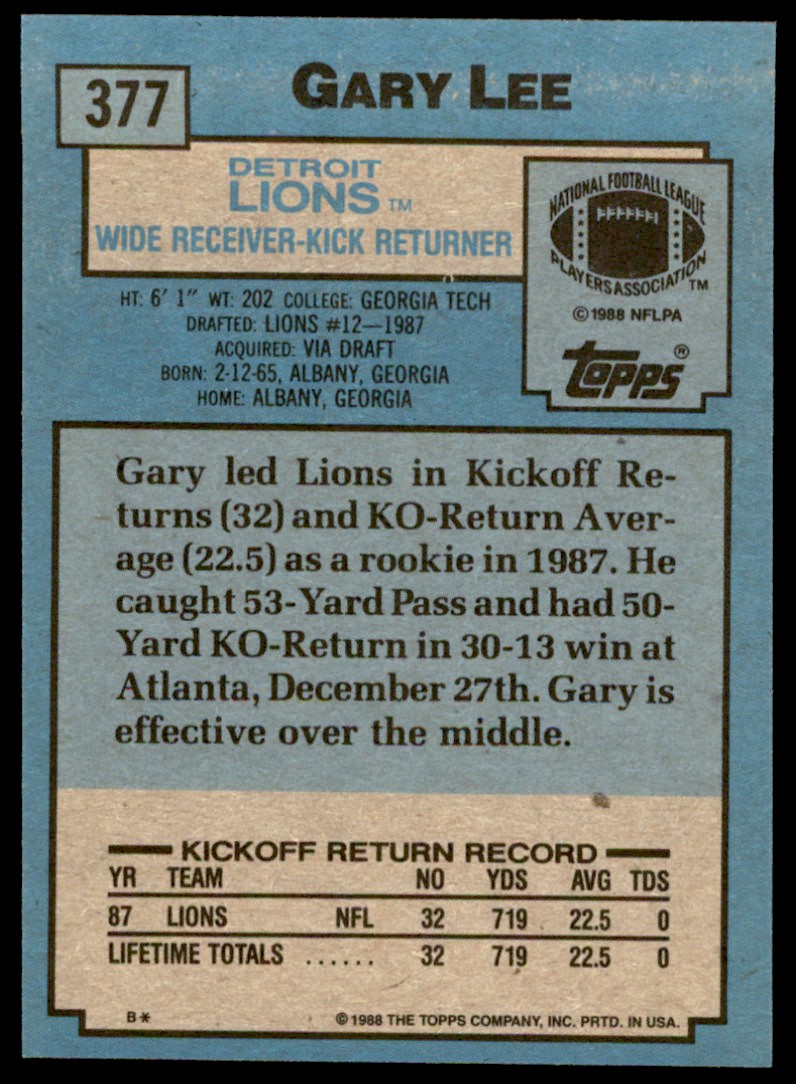 377
GARY LEE
DETROIT
LIONS TM
WIDE RECEIVER-KICK RETURNER
NATIONAL FOOTBALL LEAGUE
PLAYERS ASSOCIATION TM
© 1988 NFLPA
topps®
HT: 6' 1" WT: 202 COLLEGE: GEORGIA TECH
DRAFTED: LIONS #12—1987
ACQUIRED: VIA DRAFT
BORN: 2-12-65, ALBANY, GEORGIA
HOME: ALBANY, GEORGIA
Gary led Lions in Kickoff Re-
turns (32) and KO-Return Aver-
age (22.5) as a rookie in 1987. He
caught 53-Yard Pass and had 50-
Yard KO-Return in 30-13 win at
Atlanta, December 27th. Gary is
effective over the middle.
KICKOFF RETURN RECORD
YR TEAM NO YDS AVG TDS
87 LIONS NFL 32 719 22.5 0
LIFETIME TOTALS ...... 32 719 22.5 0
B* © 1988 THE TOPPS COMPANY, INC. PRTD. IN USA.